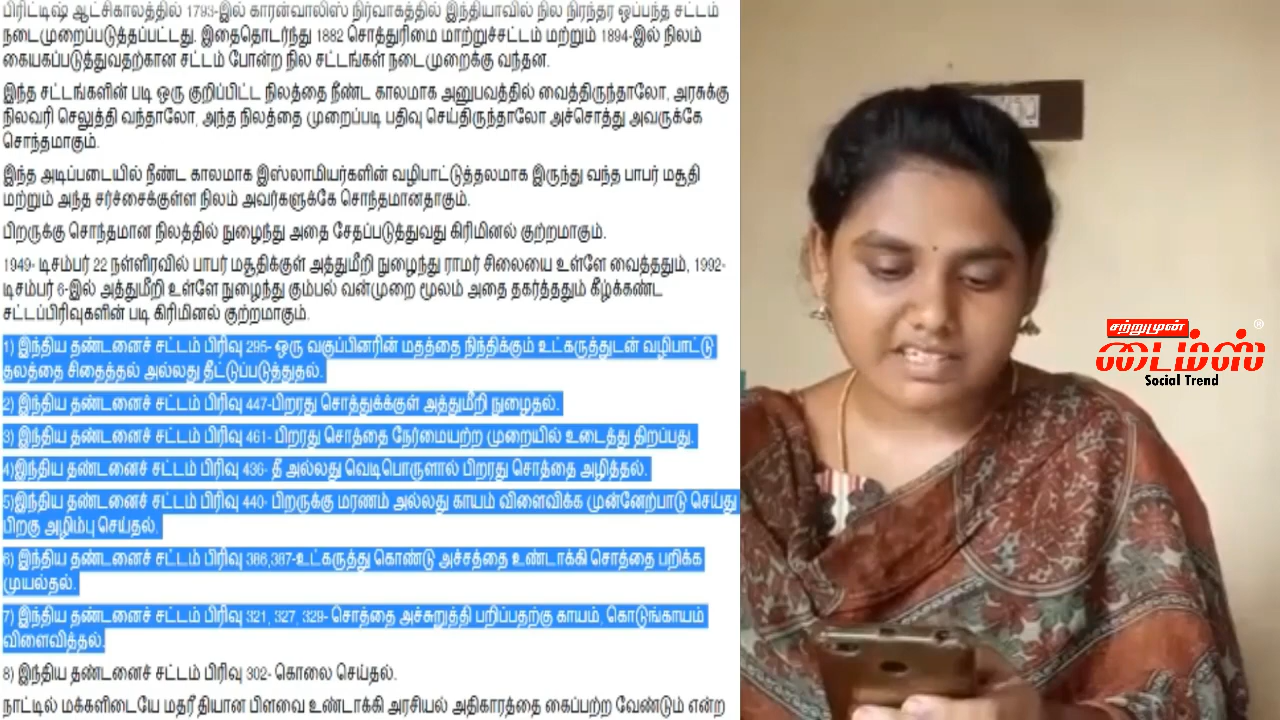 பிரிட்டிஷ் ஆட்சிகாலத்தில் 1793-இல் காரன்வாலிஸ் நிர்வாகத்தில் இந்தியாவில் நில நிரந்தர ஒப்பந்த சட்டம்
நடைமுறைப்படுத்தப்பட்டது. இதைதொடர்ந்து 1882 சொத்துரிமை மாற்றுச்சட்டம் மற்றும் 1894-இல் நிலம்
கையகப்படுத்துவதற்கான சட்டம் போன்ற நில சட்டங்கள் நடைமுறைக்கு வந்தன.
இந்த சட்டங்களின் படி ஒரு குறிப்பிட்ட நிலத்தை நீண்ட காலமாக அனுபவத்தில் வைத்திருந்தாலோ, அரசுக்கு
நிலவரி செலுத்தி வந்தாலோ, அந்த நிலத்தை முறைப்படி பதிவு செய்திருந்தாலோ அச்சொத்து அவருக்கே
சொந்தமாகும்.
இந்த அடிப்படையில் நீண்ட காலமாக இஸ்லாமியர்களின் வழிபாட்டுத்தலமாக இருந்து வந்த பாபர் மசூதி
மற்றும் அந்த சர்ச்சைக்குள்ள நிலம் அவர்களுக்கே சொந்தமானதாகும்.
பிறருக்கு சொந்தமான நிலத்தில் நுழைந்து அதை சேதப்படுத்துவது கிரிமினல் குற்றமாகும்.
1949- டிசம்பர் 22 நள்ளிரவில் பாபர் மசூதிக்குள் அத்துமீறி நுழைந்து ராமர் சிலையை உள்ளே வைத்ததும், 1992-
டிசம்பர் 6-இல் அத்துமீறி உள்ளே நுழைந்து கும்பல் வன்முறை மூலம் அதை தகர்த்ததும் கீழ்க்கண்ட
சட்டப்பிரிவுகளின் படி கிரிமினல் குற்றமாகும்.
1) இந்திய தண்டனைச் சட்டம் பிரிவு 295- ஒரு வகுப்பினரின் மதத்தை நிந்திக்கும் உட்கருத்துடன் வழிபாட்டு
தலத்தை சிதைத்தல் அல்லது தீட்டுப்படுத்துதல்.
2) இந்திய தண்டனைச் சட்டம் பிரிவு 447-பிறரது சொத்துக்க்குள் அத்துமீறி நுழைதல்.
3) இந்திய தண்டனைச் சட்டம் பிரிவு 461- பிறரது சொத்தை நேர்மையற்ற முறையில் உடைத்து திறப்பது.
4)இந்திய தண்டனைச் சட்டம் பிரிவு 436- தீ அல்லது வெடிபொருளால் பிறரது சொத்தை அழித்தல்.
5)இந்திய தண்டனைச் சட்டம் பிரிவு 440- பிறருக்கு மரணம் அல்லது காயம் விளைவிக்க முன்னேற்பாடு செய்து
பிறகு அழிம்பு செய்தல்.
6) இந்திய தண்டனைச் சட்டம் பிரிவு 386,387-உட்கருத்து கொண்டு அச்சத்தை உண்டாக்கி சொத்தை பறிக்க
முயல்தல்.
7) இந்திய தண்டனைச் சட்டம் பிரிவு 321, 327, 329- சொத்தை அச்சுறுத்தி பறிப்பதற்கு காயம், கொடுங்காயம்
விளைவித்தல்.
8) இந்திய தண்டனைச் சட்டம் பிரிவு 302- கொலை செய்தல்.
நாட்டில் மக்களிடையே மதரீதியான பிளவை உண்டாக்கி அரசியல் அதிகாரத்தை கைப்பற்ற வேண்டும் என்ற
சற்றுமுன்
டைம்ஸ்
®
Social Trend